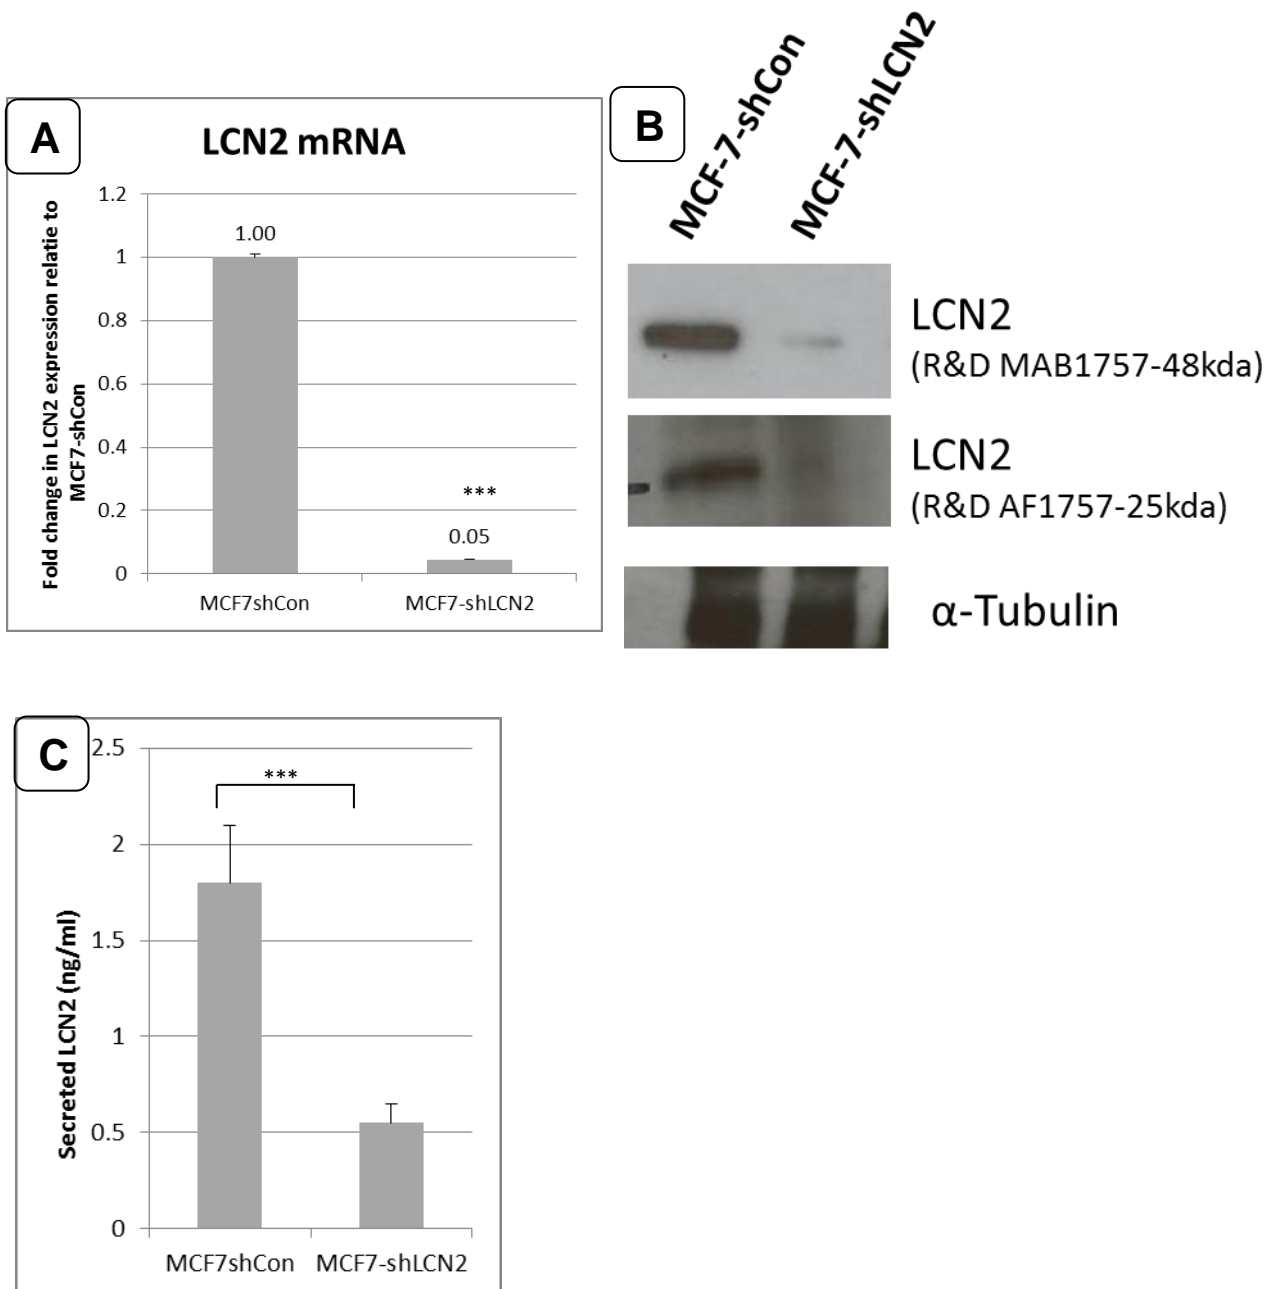 A
LCN2 mRNA
Fold change in LCN2 expression relatie to
MCF7-shCon
1.2
1
0.8
0.6
0.4
0.2
0
1.00
***
0.05
MCF7shCon
MCF7-shLCN2
B
MCF-7-shCon
MCF-7-shLCN2
LCN2
(R&D MAB1757-48kda)
LCN2
(R&D AF1757-25kda)
α-Tubulin
C
Secreted LCN2 (ng/ml)
2.5
2
1.5
1
0.5
0
***
MCF7shCon
MCF7-shLCN2